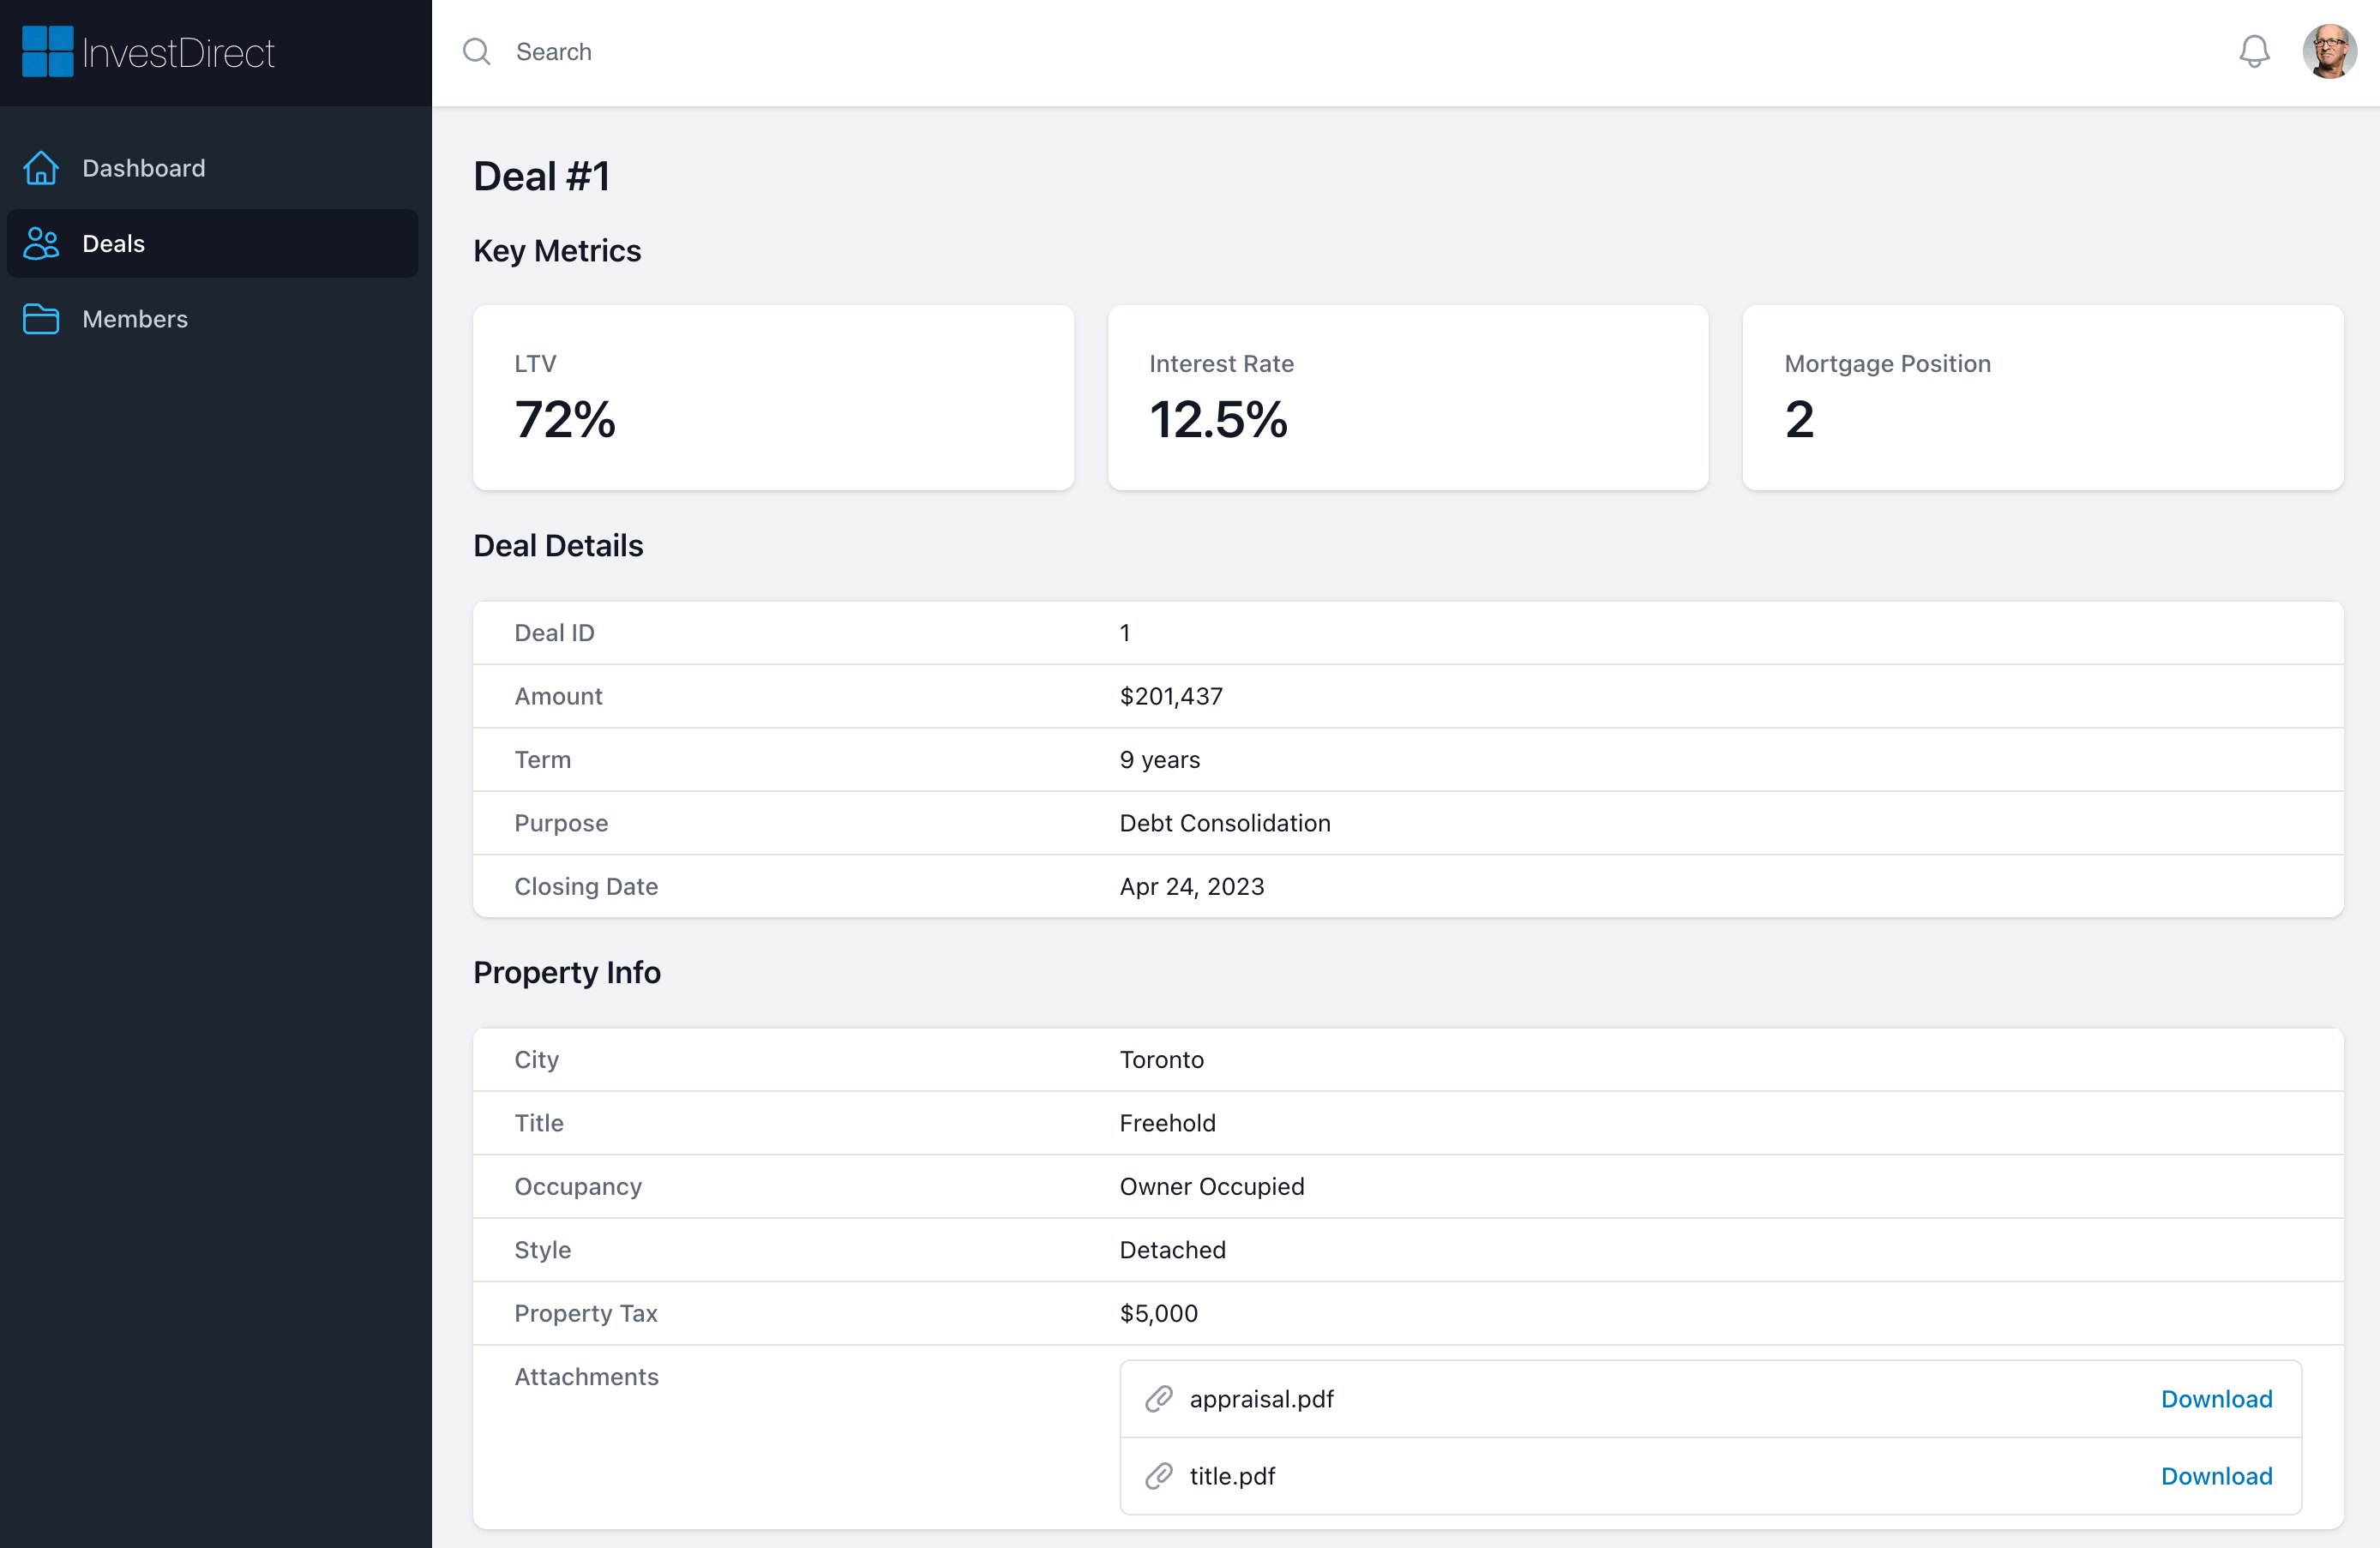 InvestDirect
Search
Dashboard
Deals
Members
Deal #1
Key Metrics
LTV
72%
Interest Rate
12.5%
Mortgage Position
2
Deal Details
Deal ID 1
Amount $201,437
Term 9 years
Purpose Debt Consolidation
Closing Date Apr 24, 2023
Property Info
City Toronto
Title Freehold
Occupancy Owner Occupied
Style Detached
Property Tax $5,000
Attachments
appraisal.pdf Download
title.pdf Download